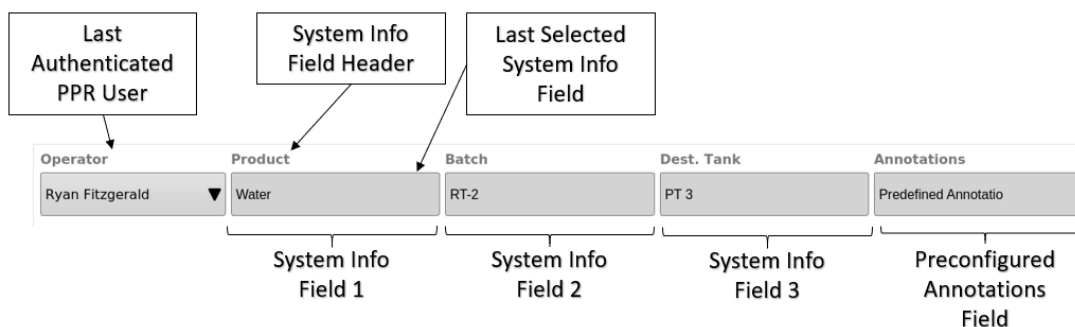 Last
Authenticated
PPR User
System Info
Field Header
Last Selected
System Info
Field
Operator
Product
Batch
Dest. Tank
Annotations
Ryan Fitzgerald
Water
RT-2
PT 3
Predefined Annotatio
System Info
Field 1
System Info
Field 2
System Info
Field 3
Preconfigured
Annotations
Field